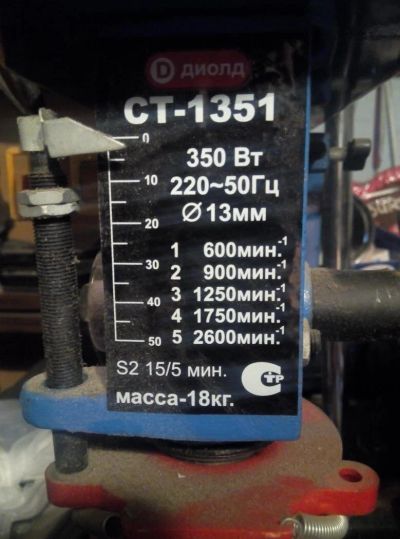 D ДИОЛД
СТ-1351
0
350 Вт
10
220~50Гц
20
Ø 13мм
1 600мин.-1
30
2 900мин.-1
3 1250мин.-1
40
4 1750мин.-1
50
5 2600мин.-1
S2 15/5 мин.
СТР
масса-18кг.